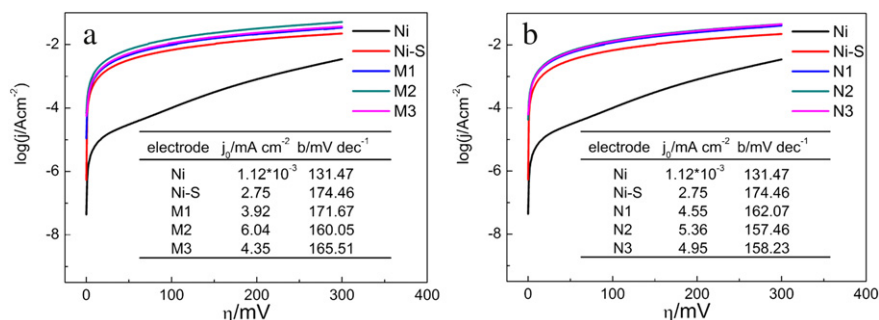 a
Ni
Ni-S
M1
M2
M3
log(j/Acm⁻²)
-2
-4
-6
-8
electrode j₀/mA cm⁻² b/mV dec⁻¹
Ni 1.12*10⁻³ 131.47
Ni-S 2.75 174.46
M1 3.92 171.67
M2 6.04 160.05
M3 4.35 165.51
0 100 200 300 400
η/mV
b
Ni
Ni-S
N1
N2
N3
log(j/Acm⁻²)
-2
-4
-6
-8
electrode j₀/mA cm⁻² b/mV dec⁻¹
Ni 1.12*10⁻³ 131.47
Ni-S 2.75 174.46
N1 4.55 162.07
N2 5.36 157.46
N3 4.95 158.23
0 100 200 300 400
η/mV